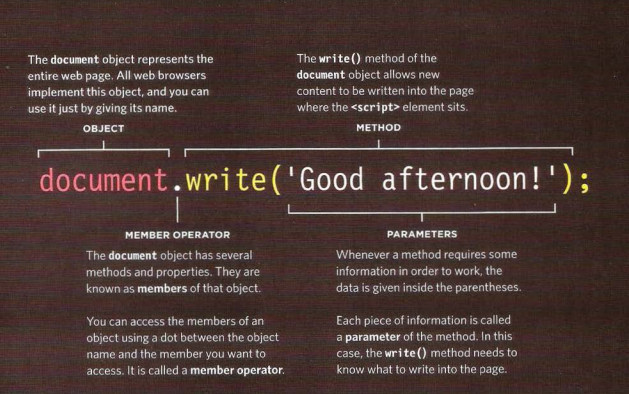 The document object represents the
entire web page. All web browsers
implement this object, and you can
use it just by giving its name.
OBJECT
The write() method of the
document object allows new
content to be written into the page
where the <script> element sits.
METHOD
document.write('Good afternoon!');
MEMBER OPERATOR
The document object has several
methods and properties. They are
known as members of that object.
You can access the members of an
object using a dot between the object
name and the member you want to
access. It is called a member operator.
PARAMETERS
Whenever a method requires some
information in order to work, the
data is given inside the parentheses.
Each piece of information is called
a parameter of the method. In this
case, the write() method needs to
know what to write into the page.